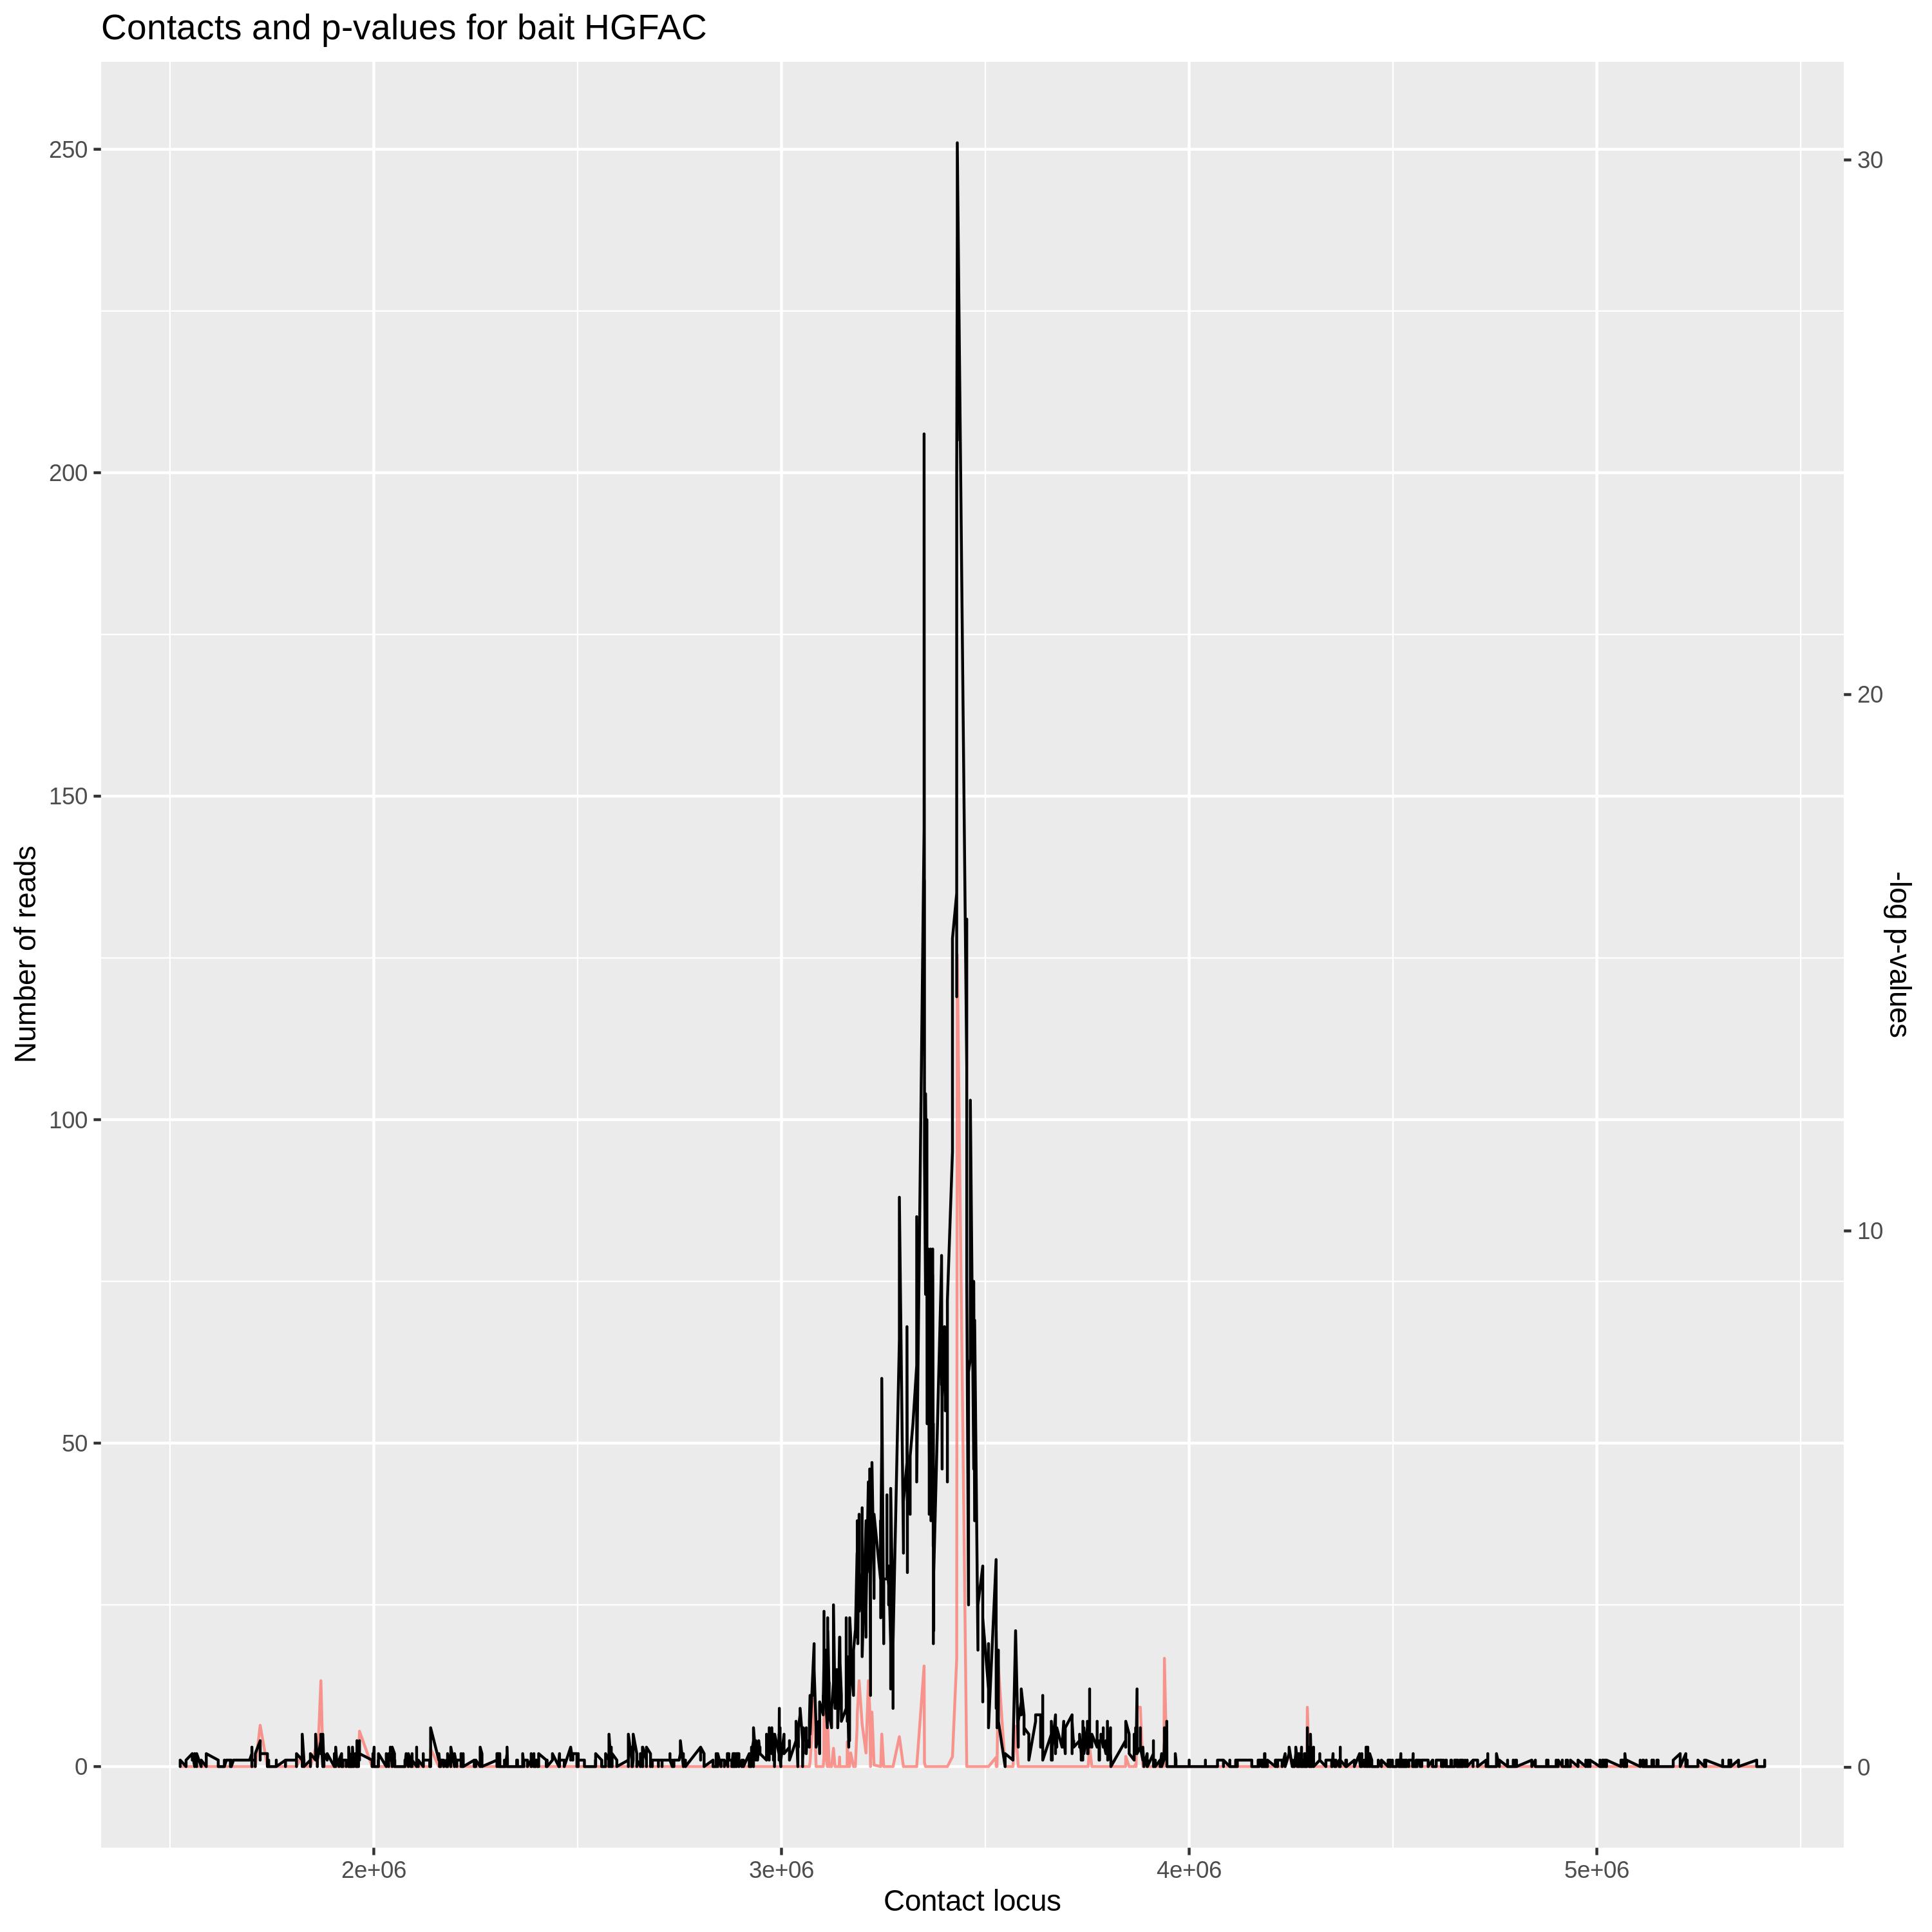 Contacts and p-values for bait HGFAC
250
200
150
100
50
0
30
20
10
0
Number of reads
-log p-values
2e+06 3e+06 4e+06 5e+06
Contact locus